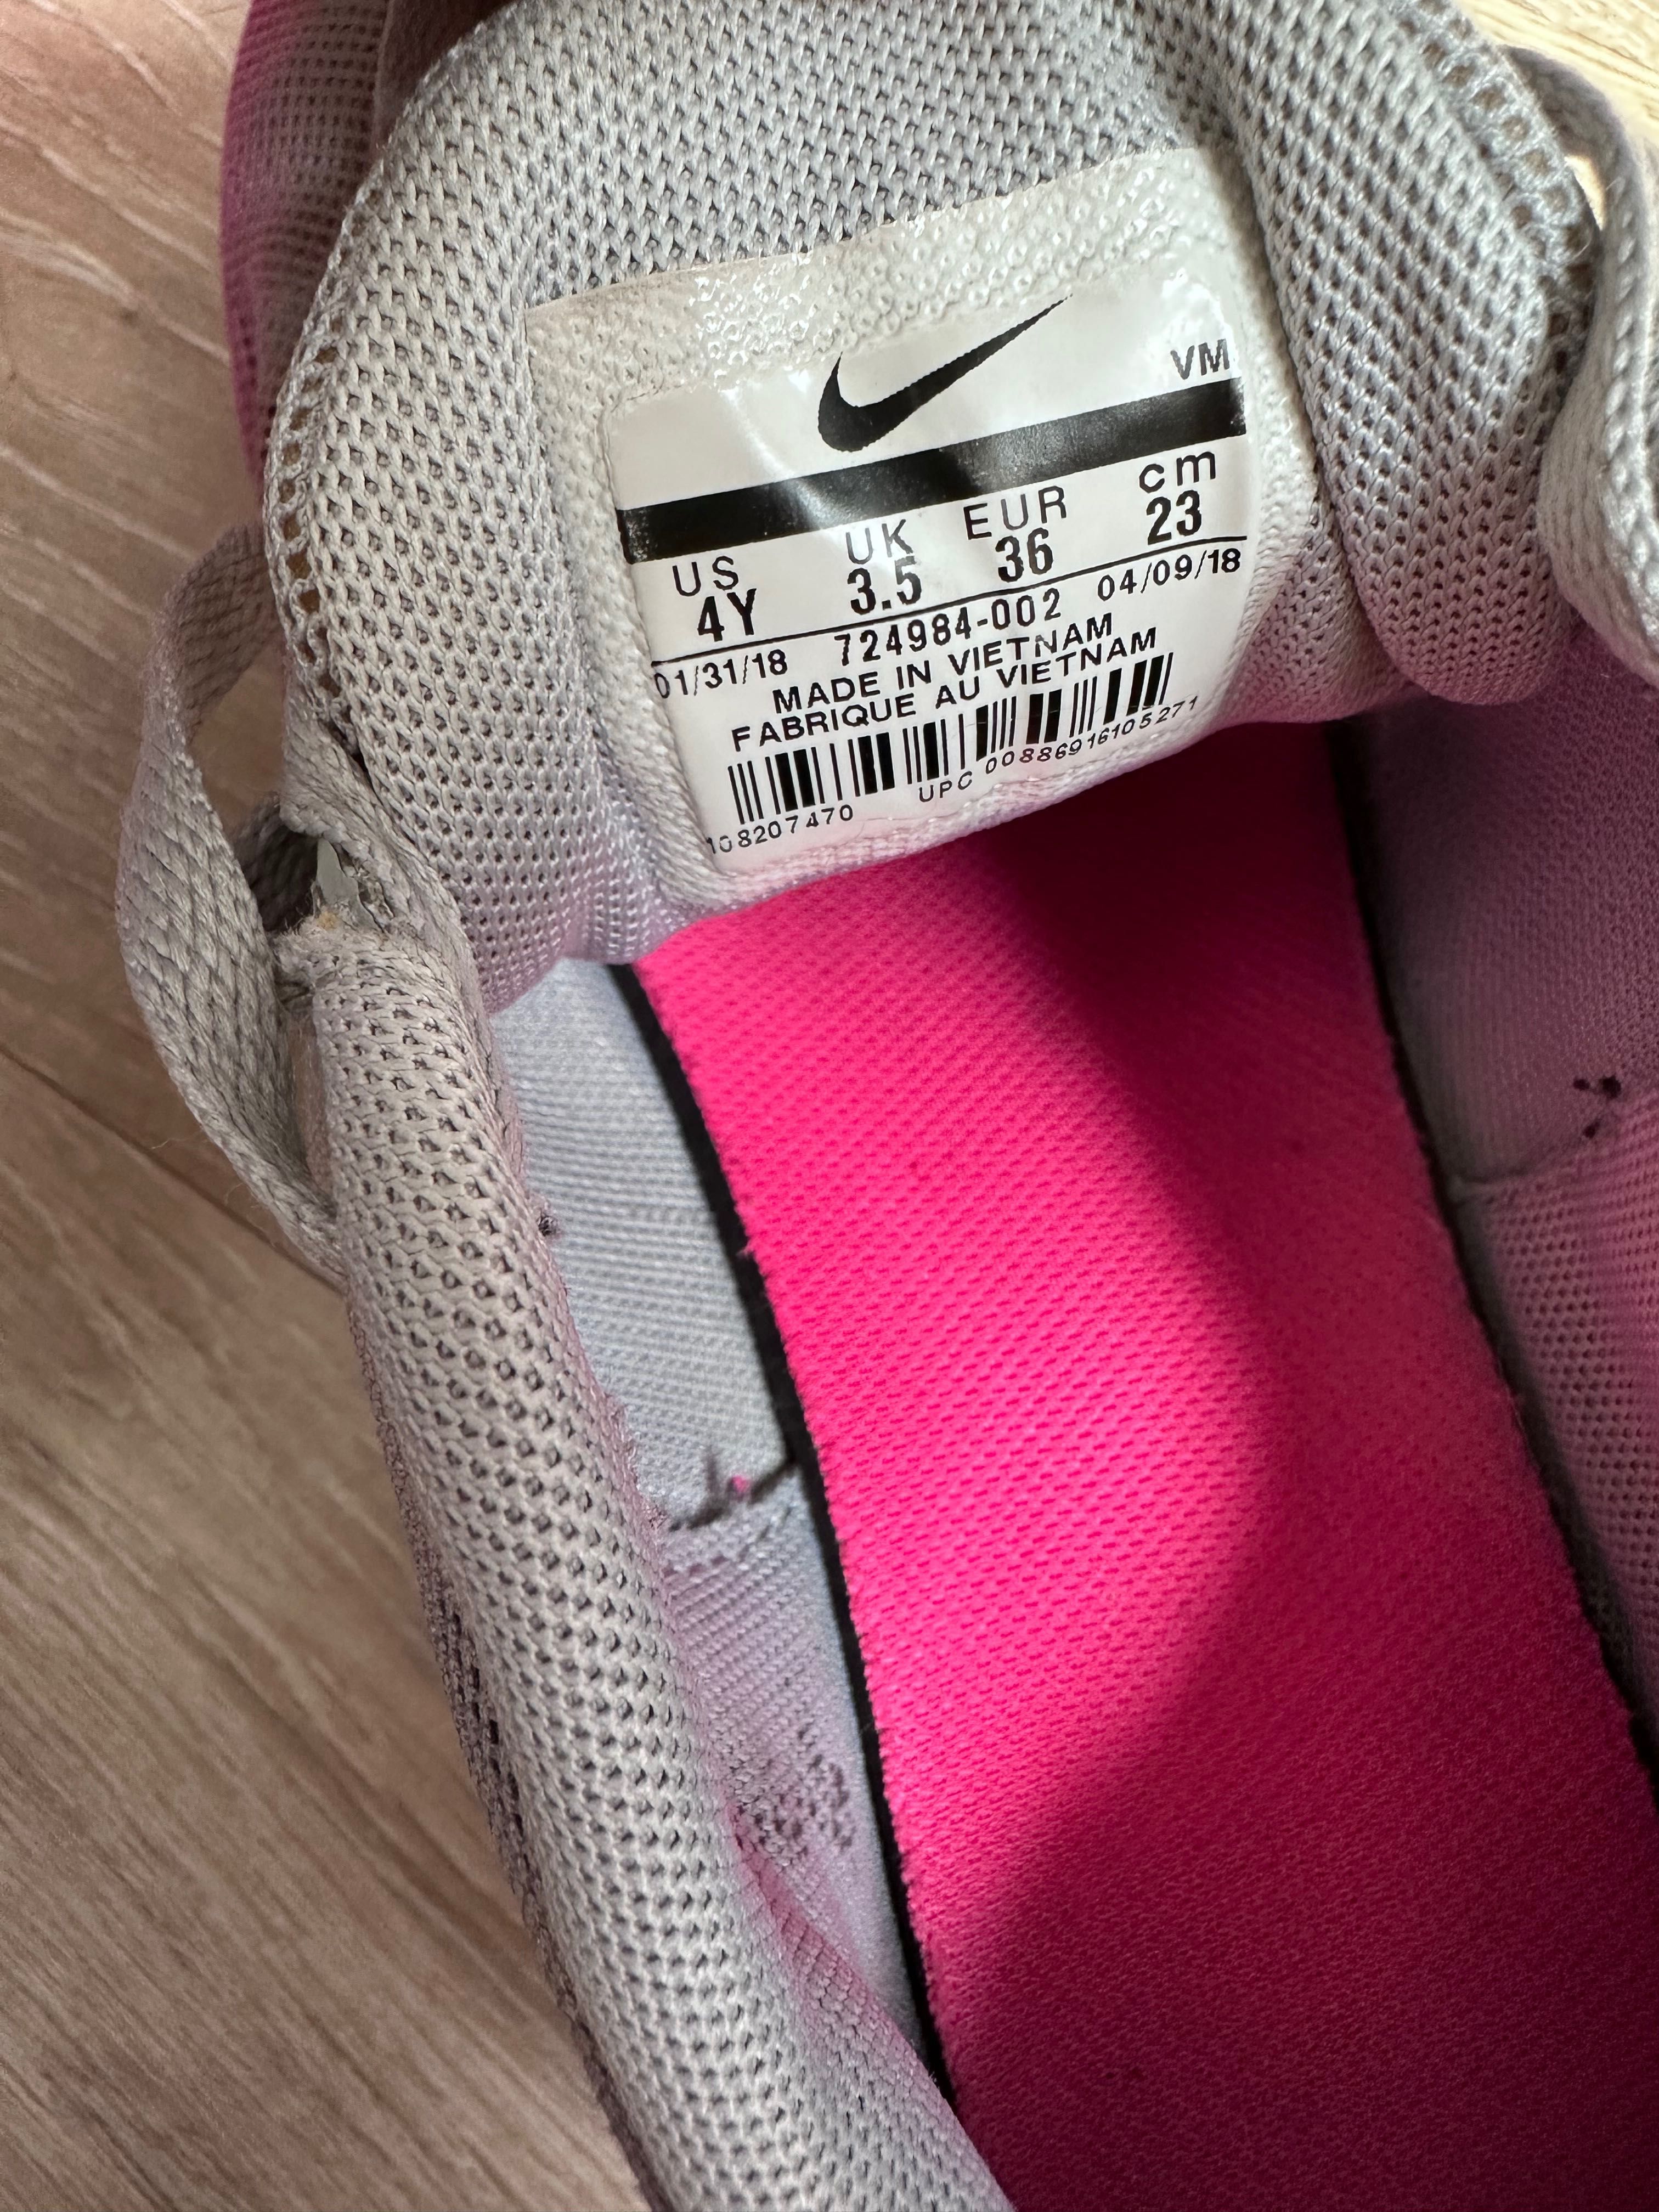 VM
US UK EUR cm
4Y 3.5 36 23
01/31/18 724984-002 04/09/18
MADE IN VIETNAM
FABRIQUE AU VIETNAM
108207470 UPC 00886916105271